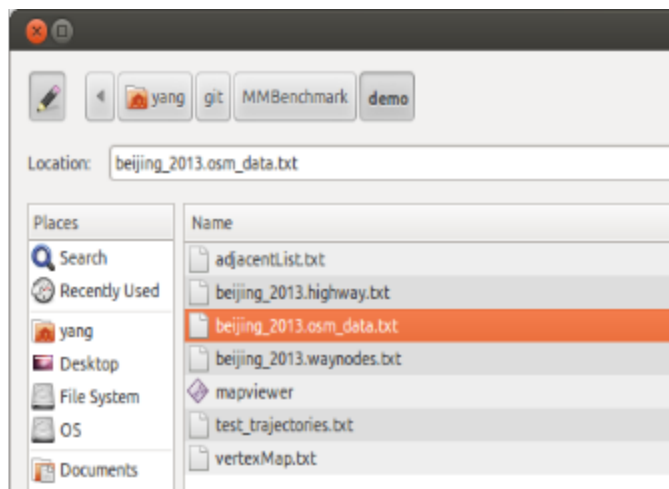 yang git MMBenchmark demo
Location: beijing_2013.osm_data.txt
Places Name
Search adjacentList.txt
Recently Used beijing_2013.highway.txt
yang beijing_2013.osm_data.txt
Desktop beijing_2013.waynodes.txt
File System mapviewer
OS test_trajectories.txt
Documents vertexMap.txt